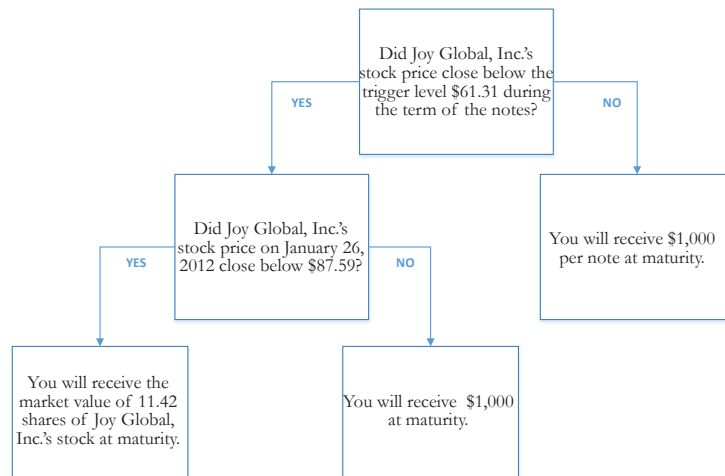 Did Joy Global, Inc.'s
stock price close below the
trigger level $61.31 during
the term of the notes?
YES
NO
Did Joy Global, Inc.'s
stock price on January 26,
2012 close below $87.59?
You will receive $1,000
per note at maturity.
YES
NO
You will receive the
market value of 11.42
shares of Joy Global,
Inc.'s stock at maturity.
You will receive $1,000
at maturity.